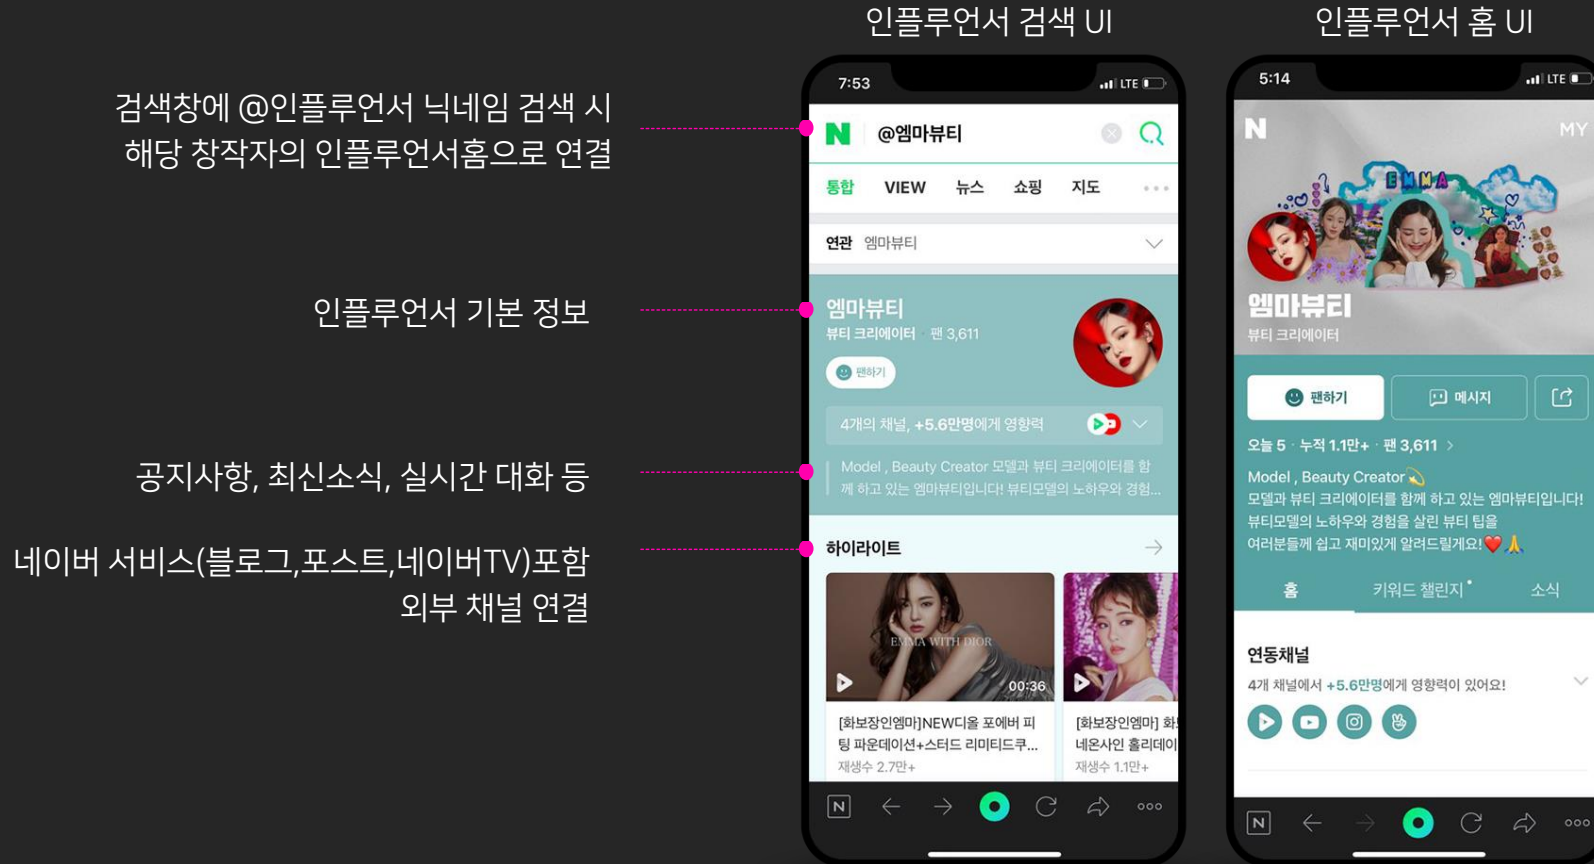 인플루언서 검색 UI
인플루언서 홈 UI
검색창에 @인플루언서 닉네임 검색 시
해당 창작자의 인플루언서홈으로 연결
인플루언서 기본 정보
공지사항, 최신소식, 실시간 대화 등
네이버 서비스(블로그,포스트,네이버TV)포함
외부 채널 연결
7:53
LTE
N @엠마뷰티
통합 VIEW 뉴스 쇼핑 지도
연관 엠마뷰티
엠마뷰티
뷰티 크리에이터 · 팬 3,611
팬하기
4개의 채널, +5.6만명에게 영향력
Model , Beauty Creator 모델과 뷰티 크리에이터를 함
께 하고 있는 엠마뷰티입니다! 뷰티모델의 노하우와 경험...
하이라이트
EMMA WITH DIOR
00:36
[화보장인엠마]NEW디올 포에버 피
팅 파운데이션+스터드 리미티드쿠...
재생수 2.7만+
[화보장인엠마] 화보
네온사인 홀리데이
재생수 1.1만+
N
5:14
LTE
N MY
EMMA
엠마뷰티
뷰티 크리에이터
팬하기
메시지
오늘 5 · 누적 1.1만+ · 팬 3,611 >
Model , Beauty Creator💫
모델과 뷰티 크리에이터를 함께 하고 있는 엠마뷰티입니다!
뷰티모델의 노하우와 경험을 살린 뷰티 팁을
여러분들께 쉽고 재미있게 알려드릴게요!❤️🙏
홈 키워드 챌린지 소식
연동채널
4개 채널에서 +5.6만명에게 영향력이 있어요!
N